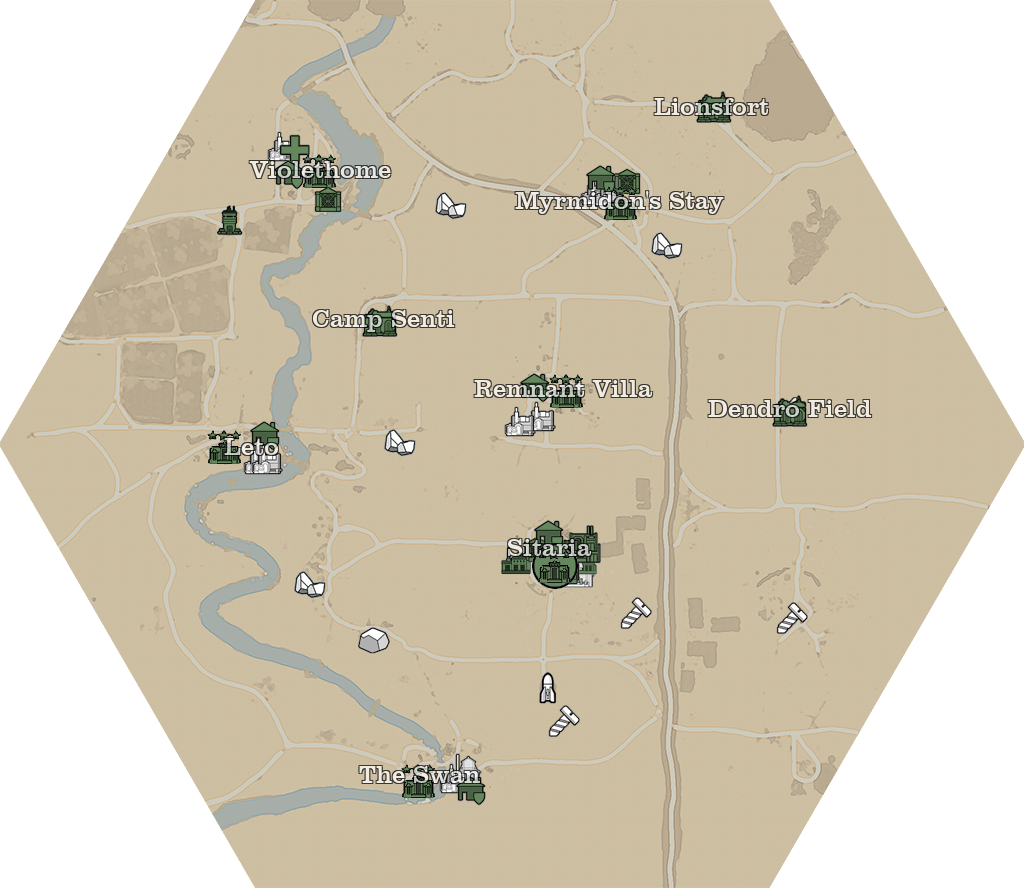 Lionsfort
Violethome
Myrmidon's Stay
Camp Senti
Remnant Villa
Dendro Field
Leto
Sitaria
The Swan